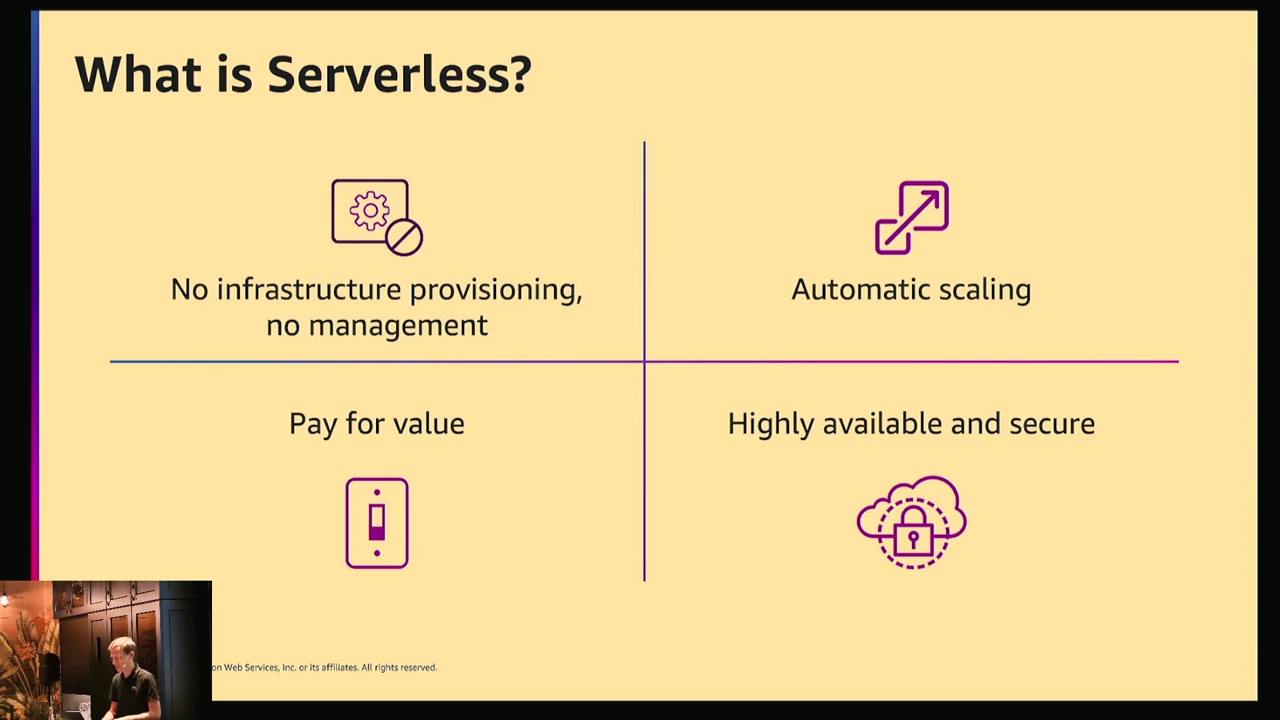 What is Serverless?
No infrastructure provisioning,
no management
Automatic scaling
Pay for value
Highly available and secure
Web Services, Inc. or its affiliates. All rights reserved.